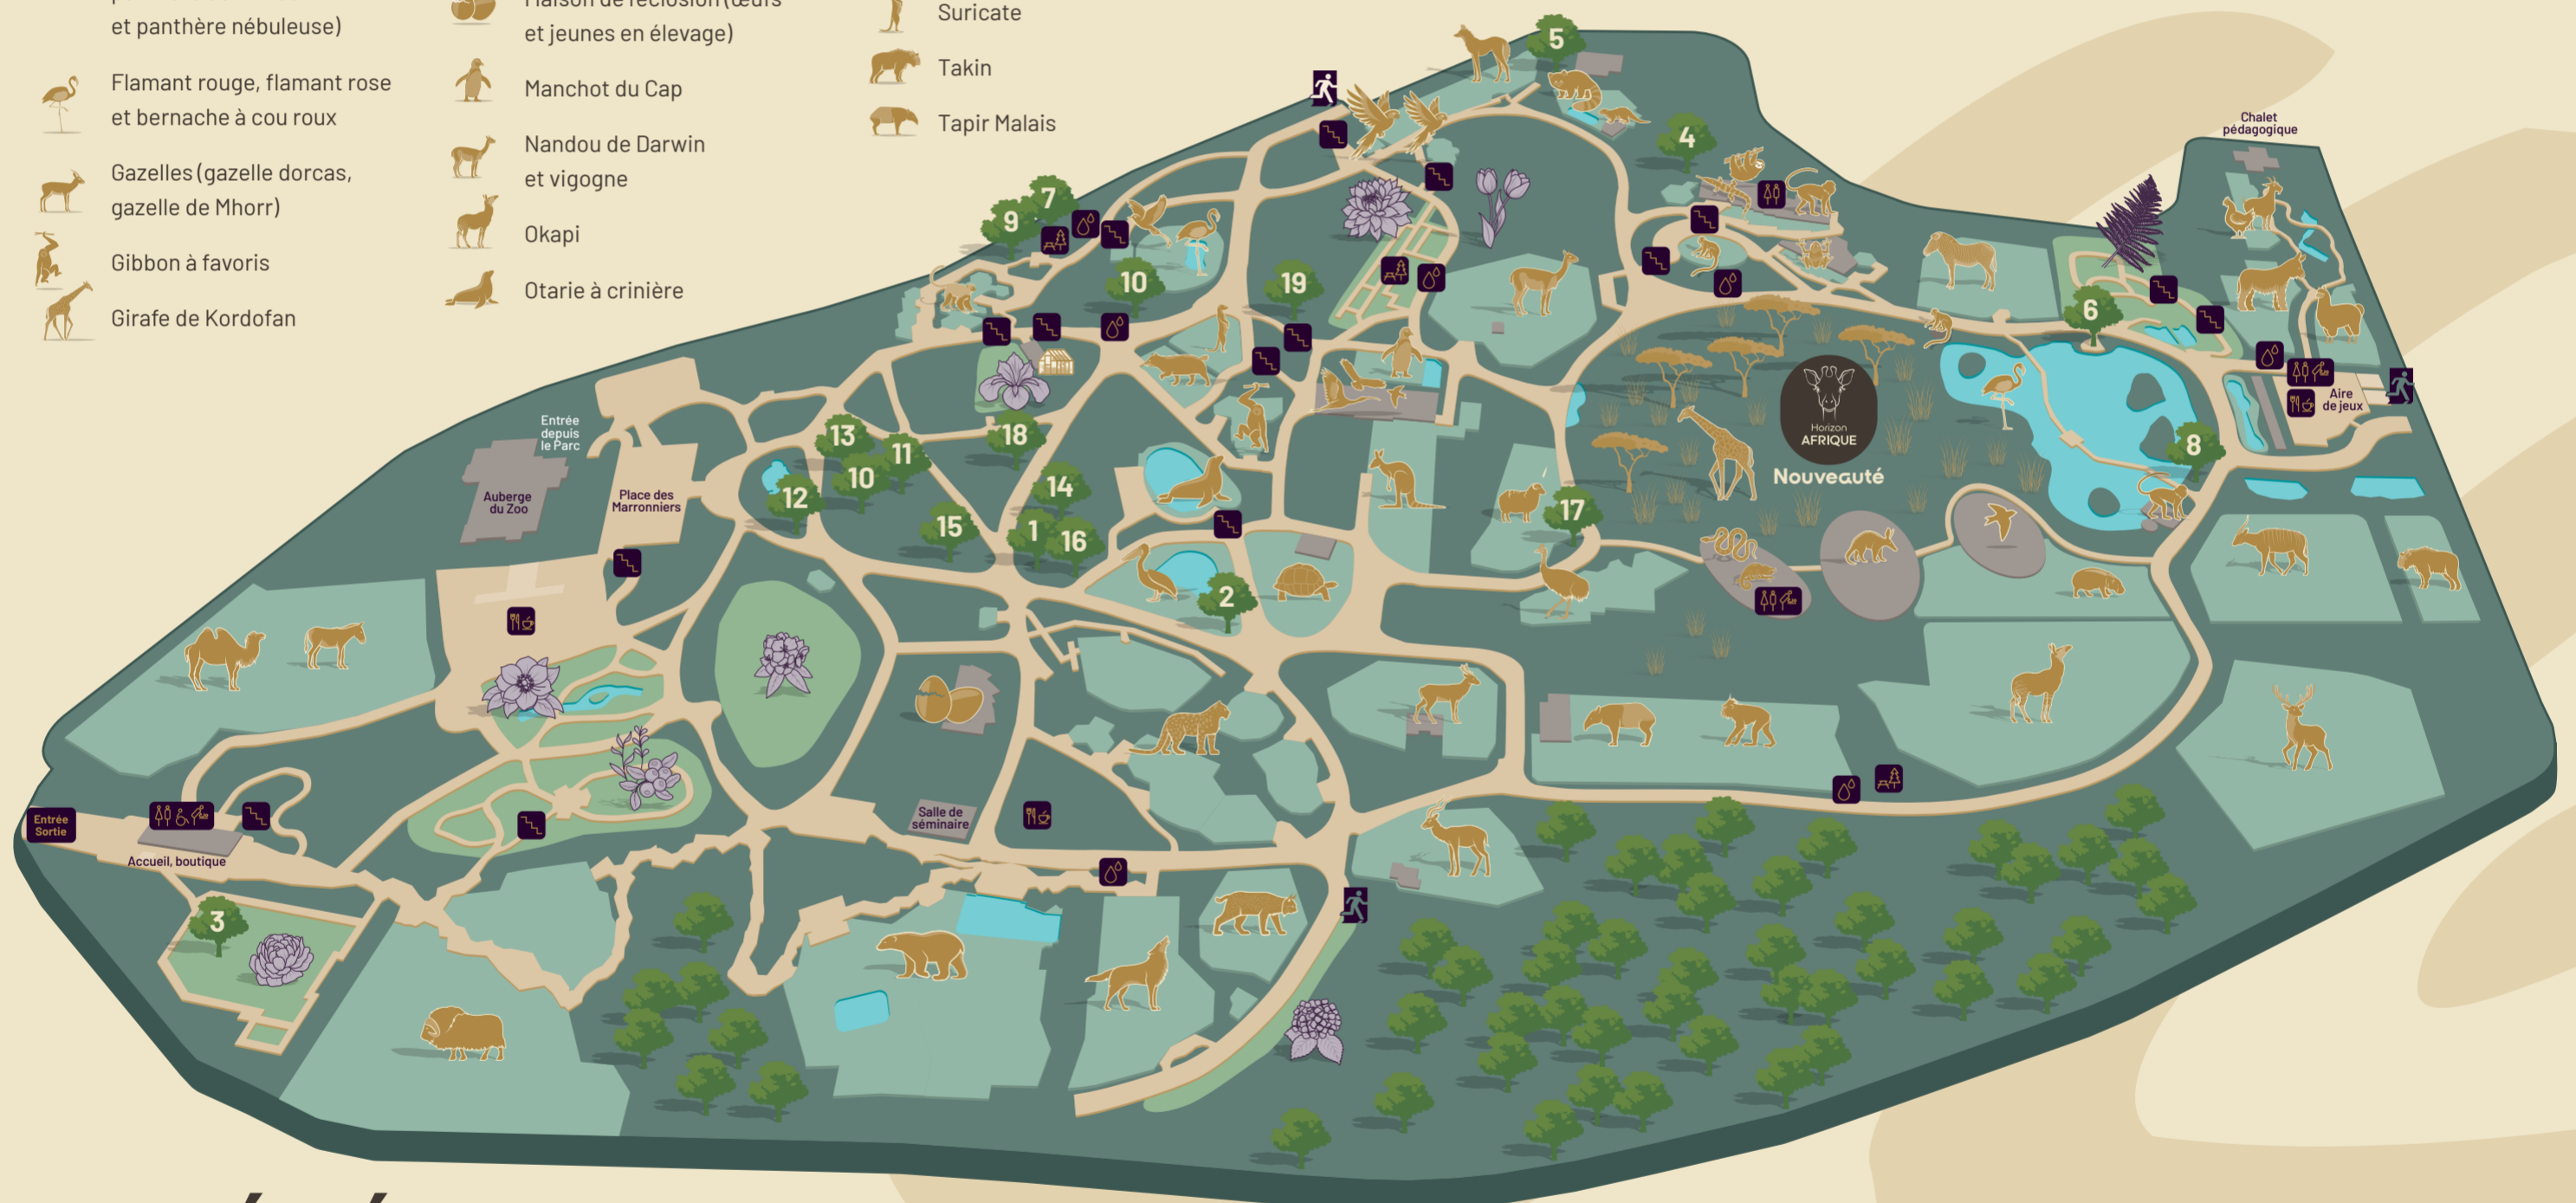 et panthère nébuleuse)
Flamant rouge, flamant rose
et bernache à cou roux
Gazelles (gazelle dorcas,
gazelle de Mhorr)
Gibbon à favoris
Girafe de Kordofan
Maison de l'éclosion (œufs
et jeunes en élevage)
Manchot du Cap
Nandou de Darwin
et vigogne
Okapi
Otarie à crinière
Suricate
Takin
Tapir Malais
5
4
Chalet
pédagogique
7
9
10
19
6
Horizon
AFRIQUE
Nouveauté
Aire
de jeux
Entrée
depuis
le Parc
13
11
18
8
Auberge
du Zoo
Place des
Marronniers
12
10
14
15
1
16
17
2
Entrée
Sortie
Accueil, boutique
Salle de
séminaire
3